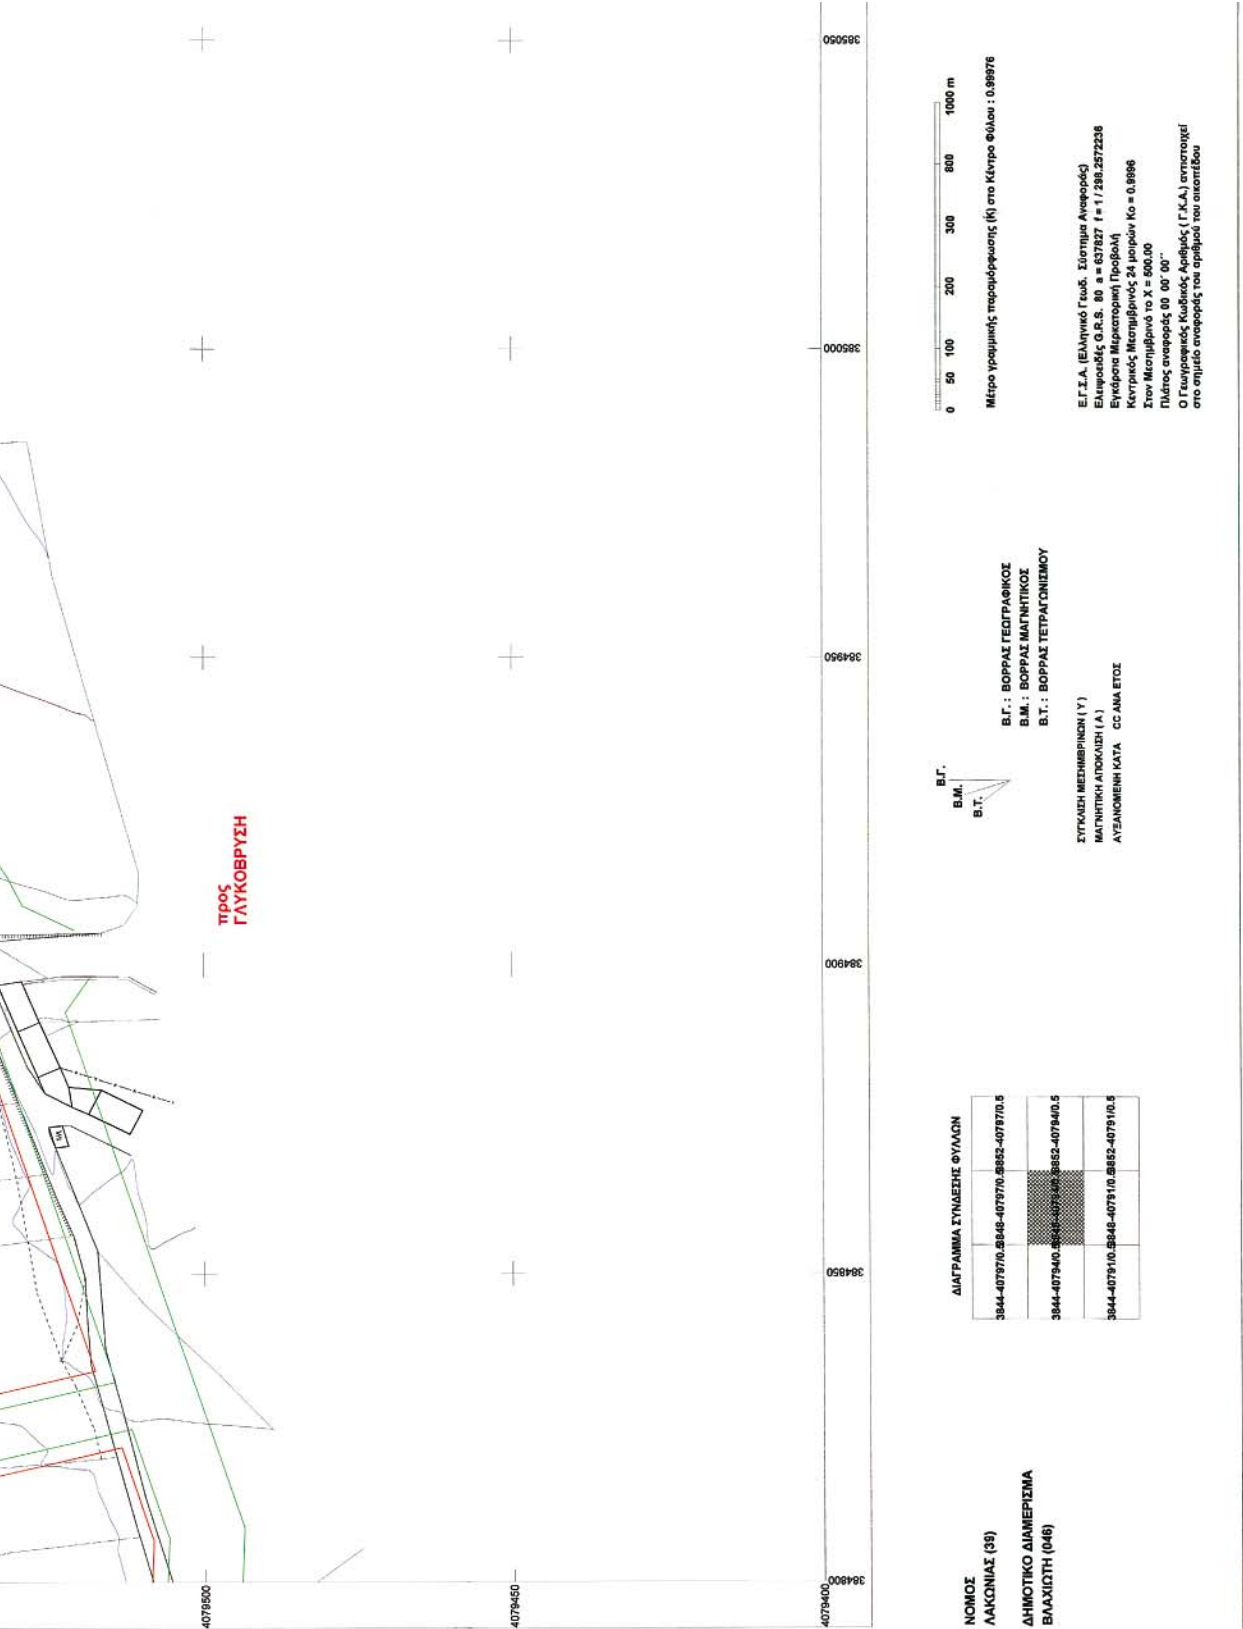 προς
ΓΛΥΚΟΒΡΥΣΗ
4079500
4079450
4079400
384800
384850
384900
384950
385000
385050
ΝΟΜΟΣ
ΛΑΚΩΝΙΑΣ (39)
ΔΗΜΟΤΙΚΟ ΔΙΑΜΕΡΙΣΜΑ
ΒΛΑΧΙΩΤΗ (046)
ΔΙΑΓΡΑΜΜΑ ΣΥΝΔΕΣΗΣ ΦΥΛΛΩΝ
3844-40797/0.5 3848-40797/0.5 3852-40797/0.5
3844-40794/0.5 3852-40794/0.5
3844-40791/0.5 3848-40791/0.5 3852-40791/0.5
Β.Γ.
Β.Μ.
Β.Τ.
Β.Γ. : ΒΟΡΡΑΣ ΓΕΩΓΡΑΦΙΚΟΣ
Β.Μ. : ΒΟΡΡΑΣ ΜΑΓΝΗΤΙΚΟΣ
Β.Τ. : ΒΟΡΡΑΣ ΤΕΤΡΑΓΩΝΙΣΜΟΥ
ΣΥΓΚΛΙΣΗ ΜΕΣΗΜΒΡΙΝΩΝ ( Υ )
ΜΑΓΝΗΤΙΚΗ ΑΠΟΚΛΙΣΗ ( Α )
ΑΥΞΑΝΟΜΕΝΗ ΚΑΤΑ CC ΑΝΑ ΕΤΟΣ
0 50 100 200 300 800 1000 m
Μέτρο γραμμικής παραμόρφωσης (Κ) στο Κέντρο Φύλου : 0.99976
Ε.Γ.Σ.Α. (Ελληνικό Γεωδ. Σύστημα Αναφοράς)
Ελειψοειδές G.R.S. 80 a = 637827 f = 1 / 298.2572236
Εγκάρσια Μερκατορική Προβολή
Κεντρικός Μεσημβρινός 24 μοιρών Κο = 0.9996
Στον Μεσημβρινό το Χ = 500.00
Πλάτος αναφοράς 00 00' 00''
Ο Γεωγραφικός Κωδικός Αριθμός ( Γ.Κ.Α.) αντιστοιχεί
στο σημείο αναφοράς του αριθμού του οικοπέδου